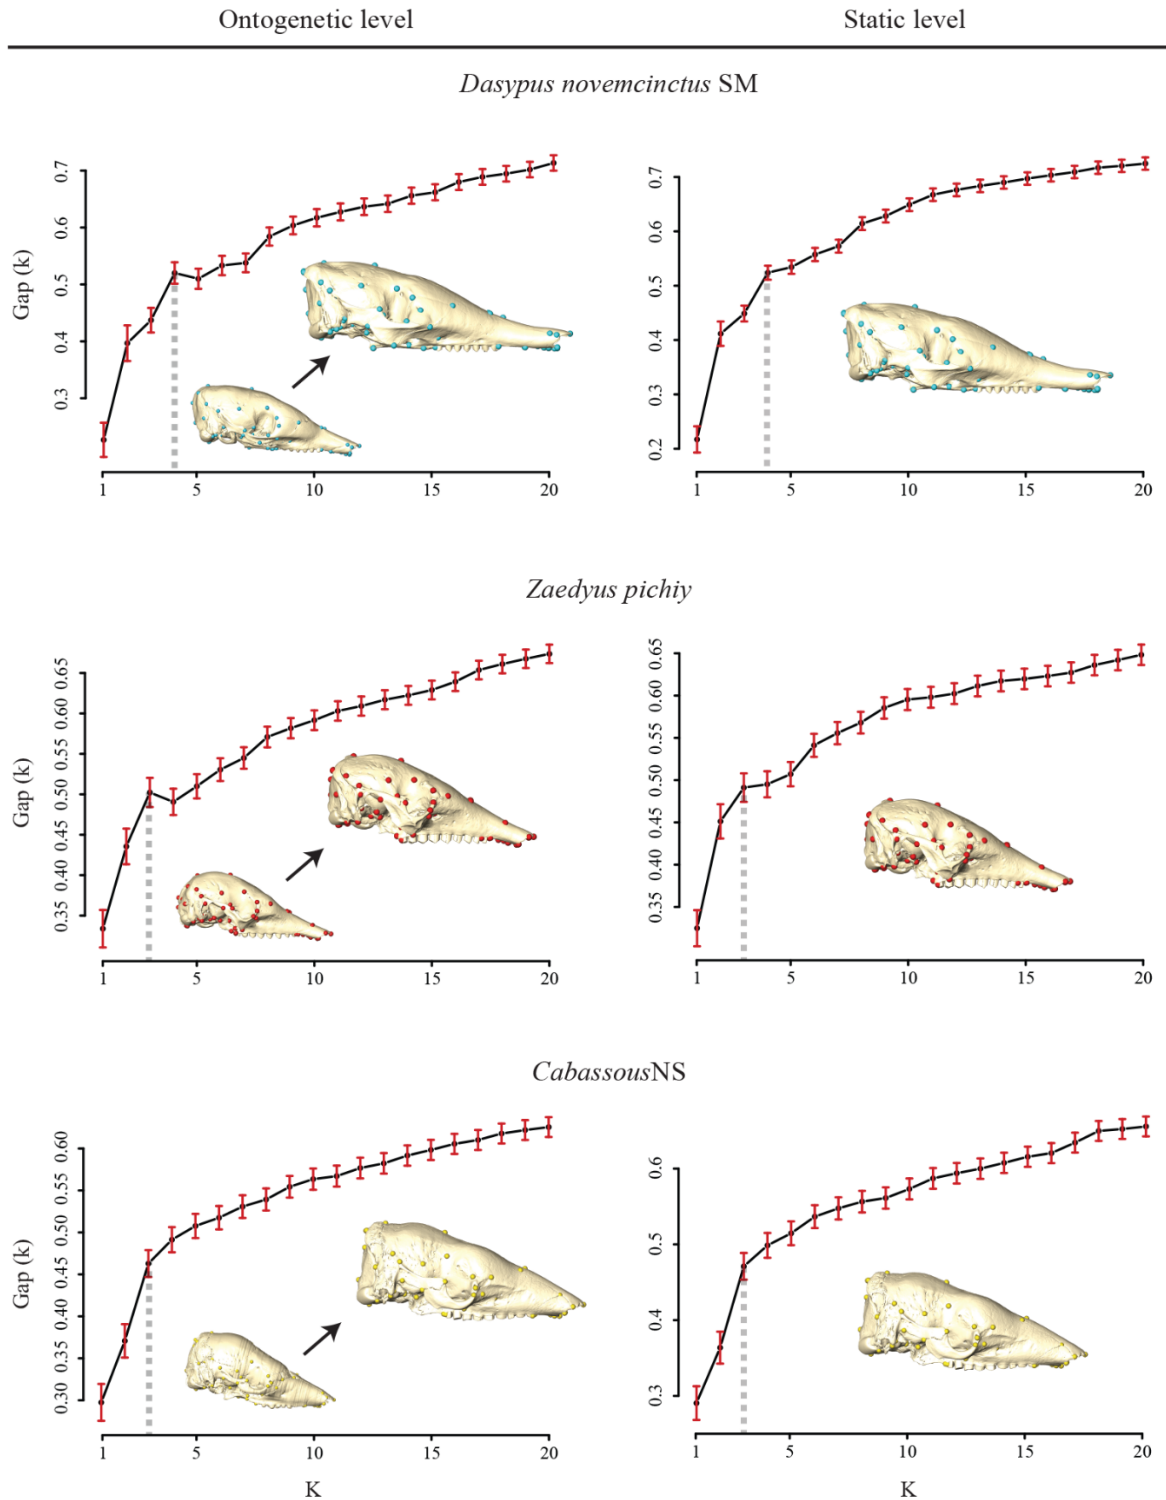 Ontogenetic level Static level
Dasypus novemcinctus SM
Gap (k)
0.7
0.6
0.5
0.4
0.3
1 5 10 15 20
0.7
0.6
0.5
0.4
0.3
0.2
1 5 10 15 20
Zaedyus pichiy
Gap (k)
0.65
0.60
0.55
0.50
0.45
0.40
0.35
1 5 10 15 20
0.65
0.60
0.55
0.50
0.45
0.40
0.35
1 5 10 15 20
CabassousNS
Gap (k)
0.60
0.55
0.50
0.45
0.40
0.35
0.30
1 5 10 15 20
K
0.6
0.5
0.4
0.3
1 5 10 15 20
K